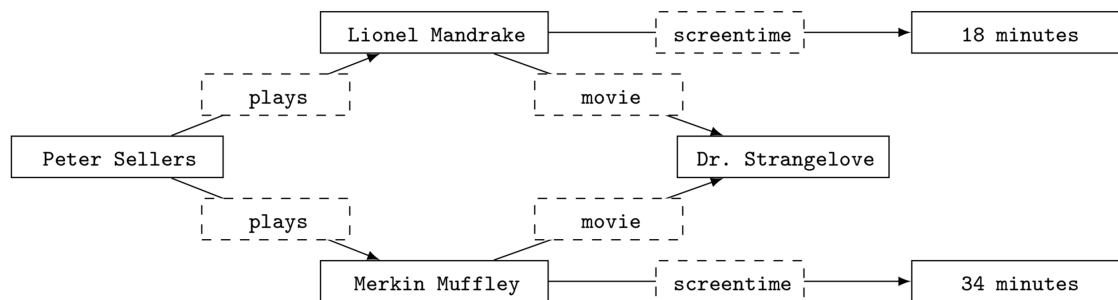 Lionel Mandrake screentime 18 minutes
plays movie
Peter Sellers Dr. Strangelove
plays movie
Merkin Muffley screentime 34 minutes